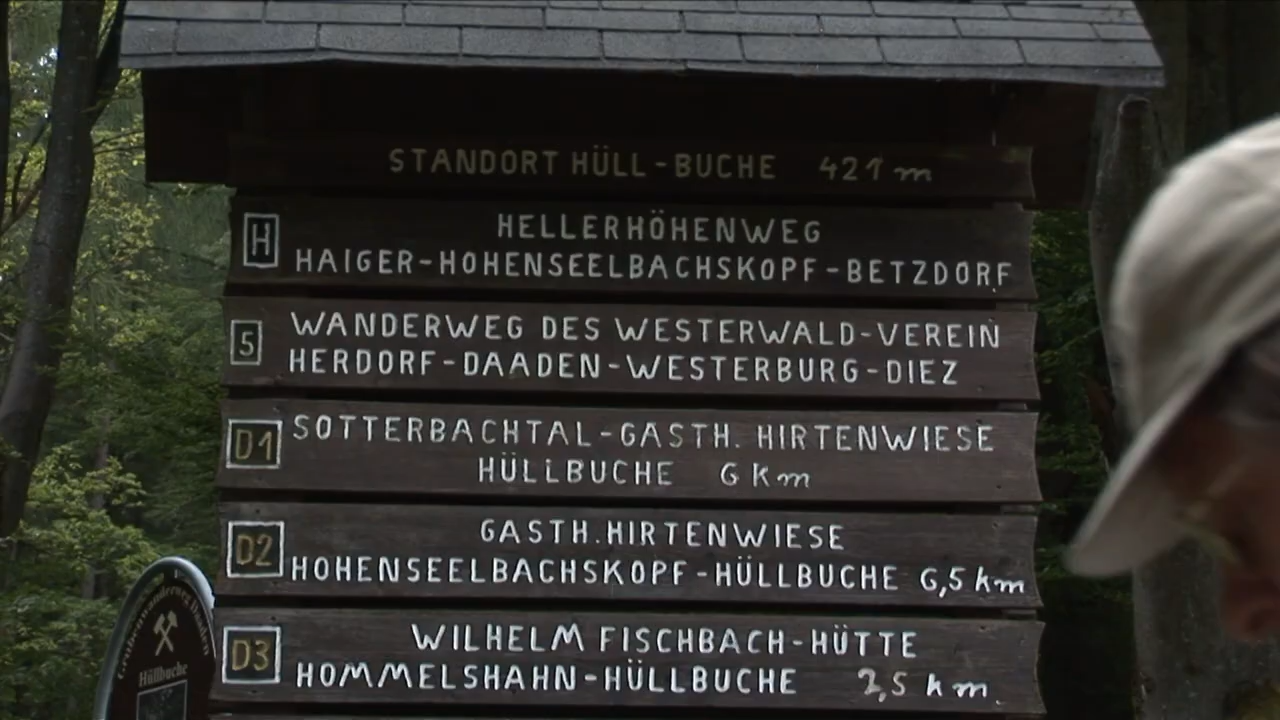 STANDORT HÜLL-BUCHE 421 m
H
HELLERHÖHENWEG
HAIGER-HOHENSEELBACHSKOPF-BETZDORF
5
WANDERWEG DES WESTERWALD-VEREIN
HERDORF-DAADEN-WESTERBURG-DIEZ
D1
SOTTERBACHTAL-GASTH. HIRTENWIESE
HÜLLBUCHE 6 Km
D2
GASTH. HIRTENWIESE
HOHENSEELBACHSKOPF-HÜLLBUCHE 6,5 km
D3
WILHELM FISCHBACH-HÜTTE
HOMMELSHAHN-HÜLLBUCHE 2,5 km
Hüllbuche